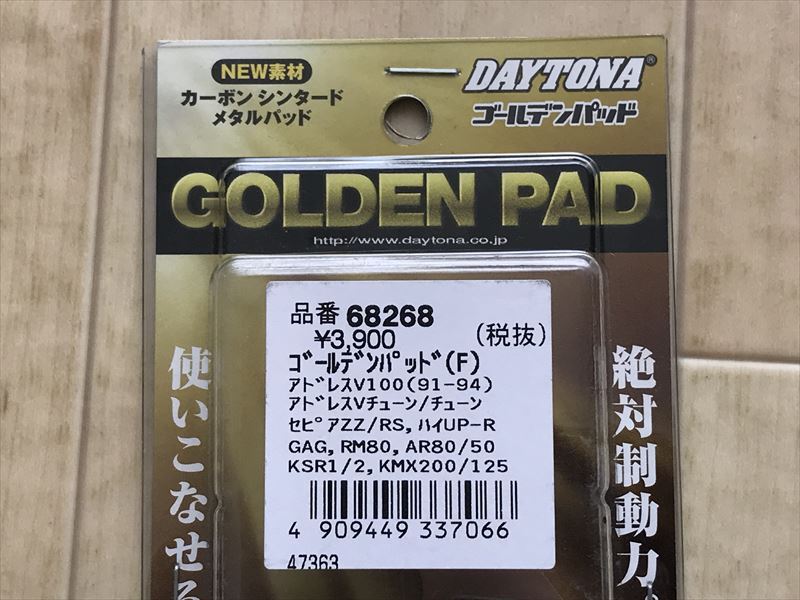 NEW素材
カーボン シンタード
メタルパッド
DAYTONA®
ゴールデンパッド
GOLDEN PAD
http://www.daytona.co.jp
品番 68268
¥3,900 (税抜)
ｺﾞｰﾙﾃﾞﾝﾊﾟｯﾄﾞ(F)
ｱﾄﾞﾚｽV100(91-94)
ｱﾄﾞﾚｽVﾁｭｰﾝ/ﾁｭｰﾝ
ｾﾋﾟｱZZ/RS,ﾊｲUP-R
GAG,RM80,AR80/50
KSR1/2,KMX200/125
4 909449 337066
47363
絶対制動力。
使いこなせる